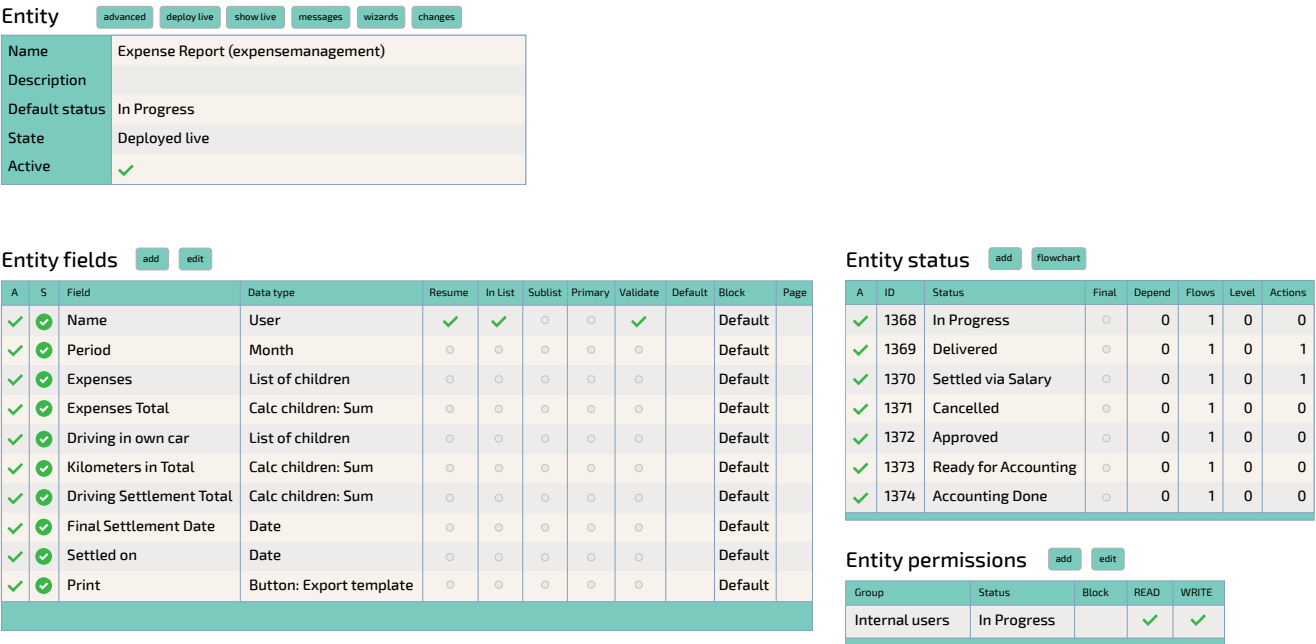 Entity advanced deploy live show live messages wizards changes
Name Expense Report (expensemanagement)
Description
Default status In Progress
State Deployed live
Active
Entity fields add edit
A S Field Data type Resume In List Sublist Primary Validate Default Block Page
Name User Default
Period Month Default
Expenses List of children Default
Expenses Total Calc children: Sum Default
Driving in own car List of children Default
Kilometers in Total Calc children: Sum Default
Driving Settlement Total Calc children: Sum Default
Final Settlement Date Date Default
Settled on Date Default
Print Button: Export template Default
Entity status add flowchart
A ID Status Final Depend Flows Level Actions
1368 In Progress 0 1 0 0
1369 Delivered 0 1 0 1
1370 Settled via Salary 0 1 0 1
1371 Cancelled 0 1 0 0
1372 Approved 0 1 0 0
1373 Ready for Accounting 0 1 0 0
1374 Accounting Done 0 1 0 0
Entity permissions add edit
Group Status Block READ WRITE
Internal users In Progress